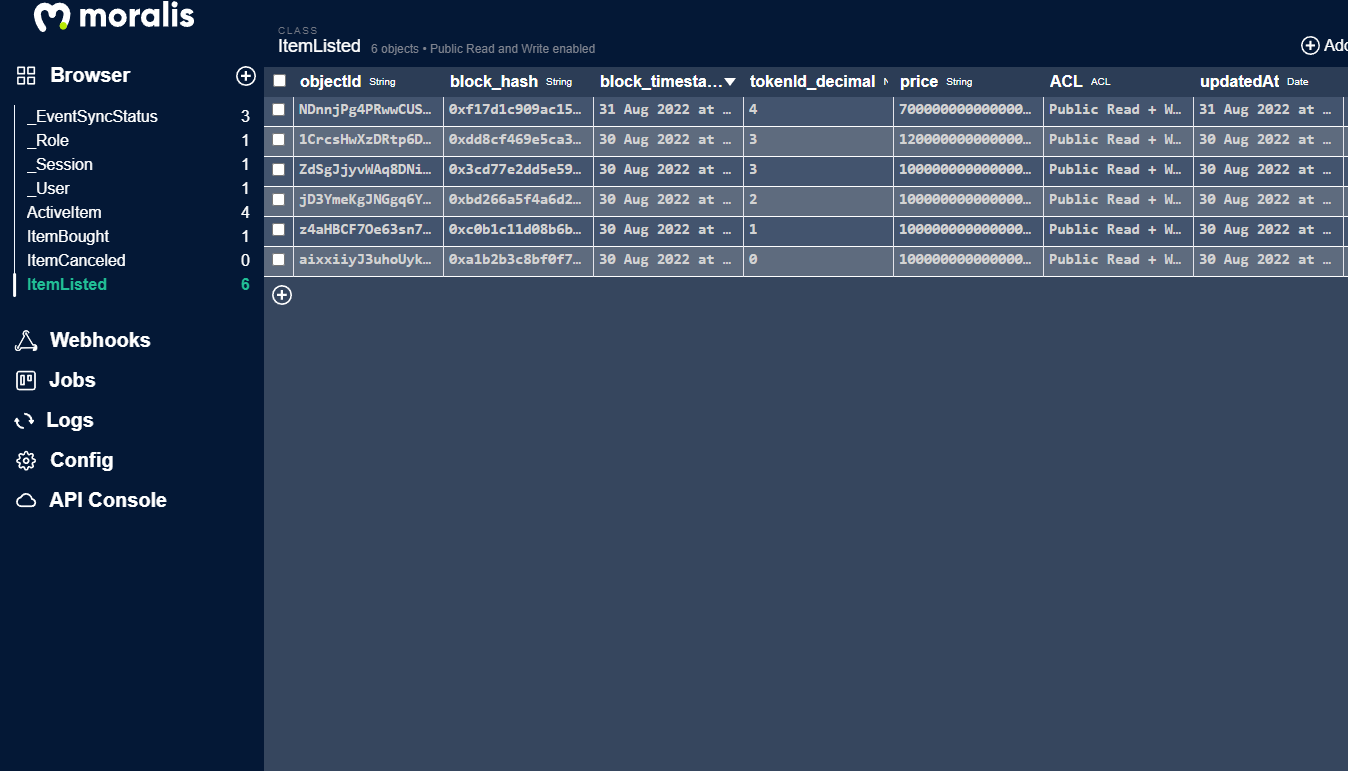 moralis
Browser
_EventSyncStatus 3
_Role 1
_Session 1
_User 1
ActiveItem 4
ItemBought 1
ItemCanceled 0
ItemListed 6
Webhooks
Jobs
Logs
Config
API Console
CLASS
ItemListed 6 objects • Public Read and Write enabled
Add
objectId String block_hash String block_timesta… tokenId_decimal N price String ACL ACL updatedAt Date
NDnnjPg4PRwwCUS… 0xf17d1c909ac15… 31 Aug 2022 at … 4 700000000000000… Public Read + W… 31 Aug 2022 at …
1CrcsHwXzDRtp6D… 0xdd8cf469e5ca3… 30 Aug 2022 at … 3 120000000000000… Public Read + W… 30 Aug 2022 at …
ZdSgJjyvWAq8DNi… 0x3cd77e2dd5e59… 30 Aug 2022 at … 3 100000000000000… Public Read + W… 30 Aug 2022 at …
jD3YmeKgJNGgq6Y… 0xbd266a5f4a6d2… 30 Aug 2022 at … 2 100000000000000… Public Read + W… 30 Aug 2022 at …
z4aHBCF7Oe63sn7… 0xc0b1c11d08b6b… 30 Aug 2022 at … 1 100000000000000… Public Read + W… 30 Aug 2022 at …
aixxiiyJ3uhoUyk… 0xa1b2b3c8bf0f7… 30 Aug 2022 at … 0 100000000000000… Public Read + W… 30 Aug 2022 at …